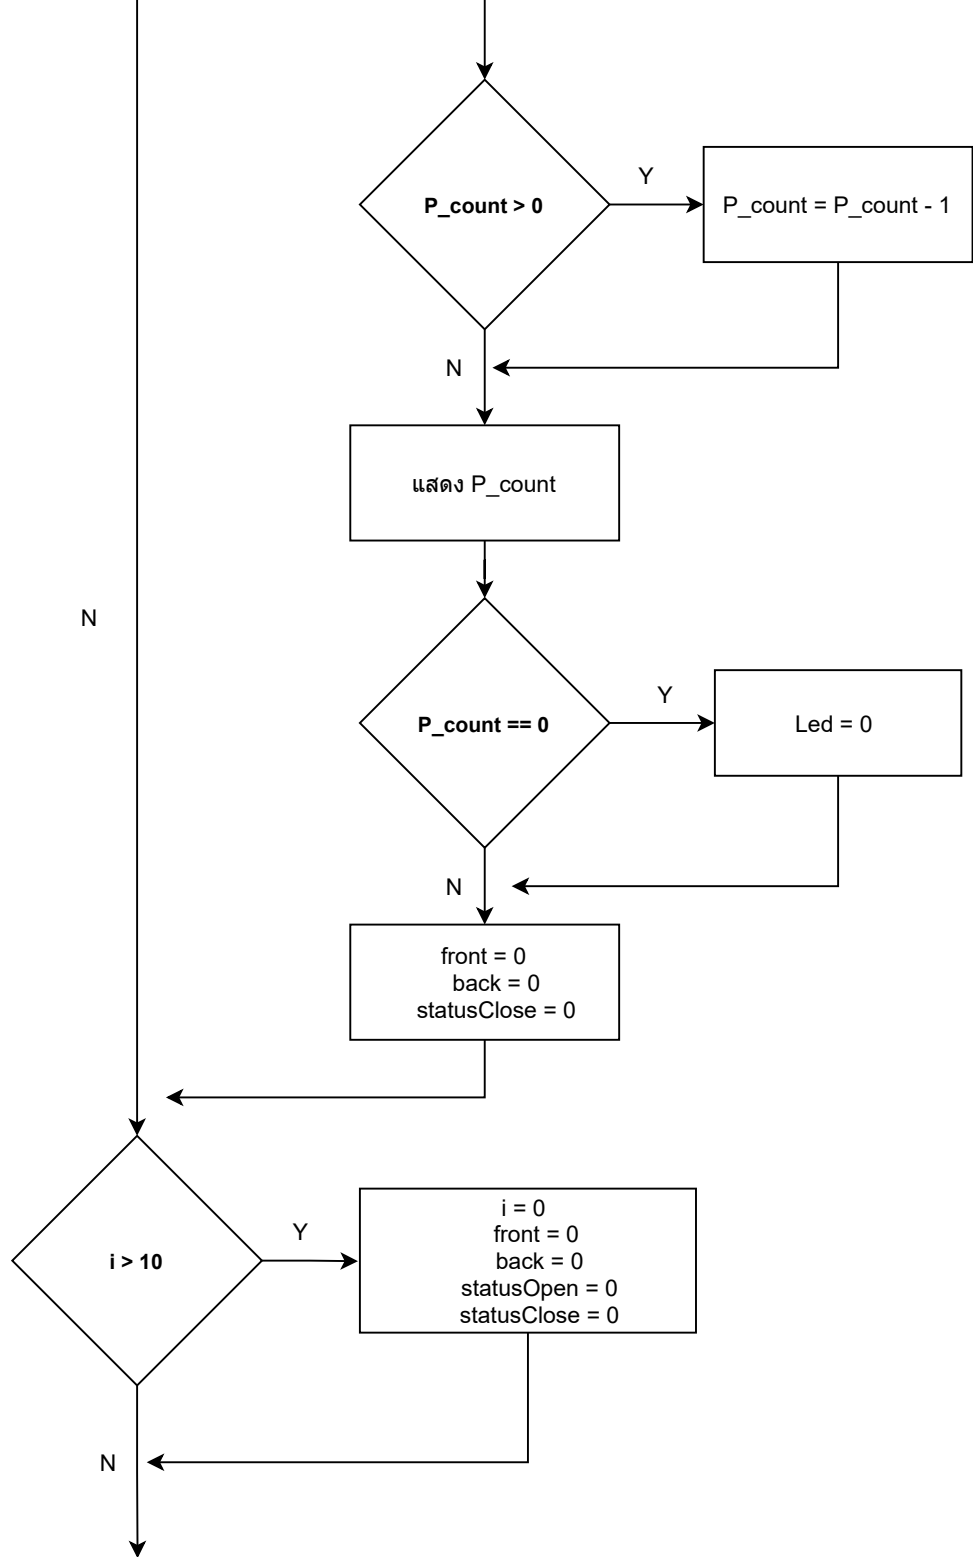 P_count > 0
Y
P_count = P_count - 1
N
แสดง P_count
N
P_count == 0
Y
Led = 0
N
front = 0
back = 0
statusClose = 0
i > 10
Y
i = 0
front = 0
back = 0
statusOpen = 0
statusClose = 0
N